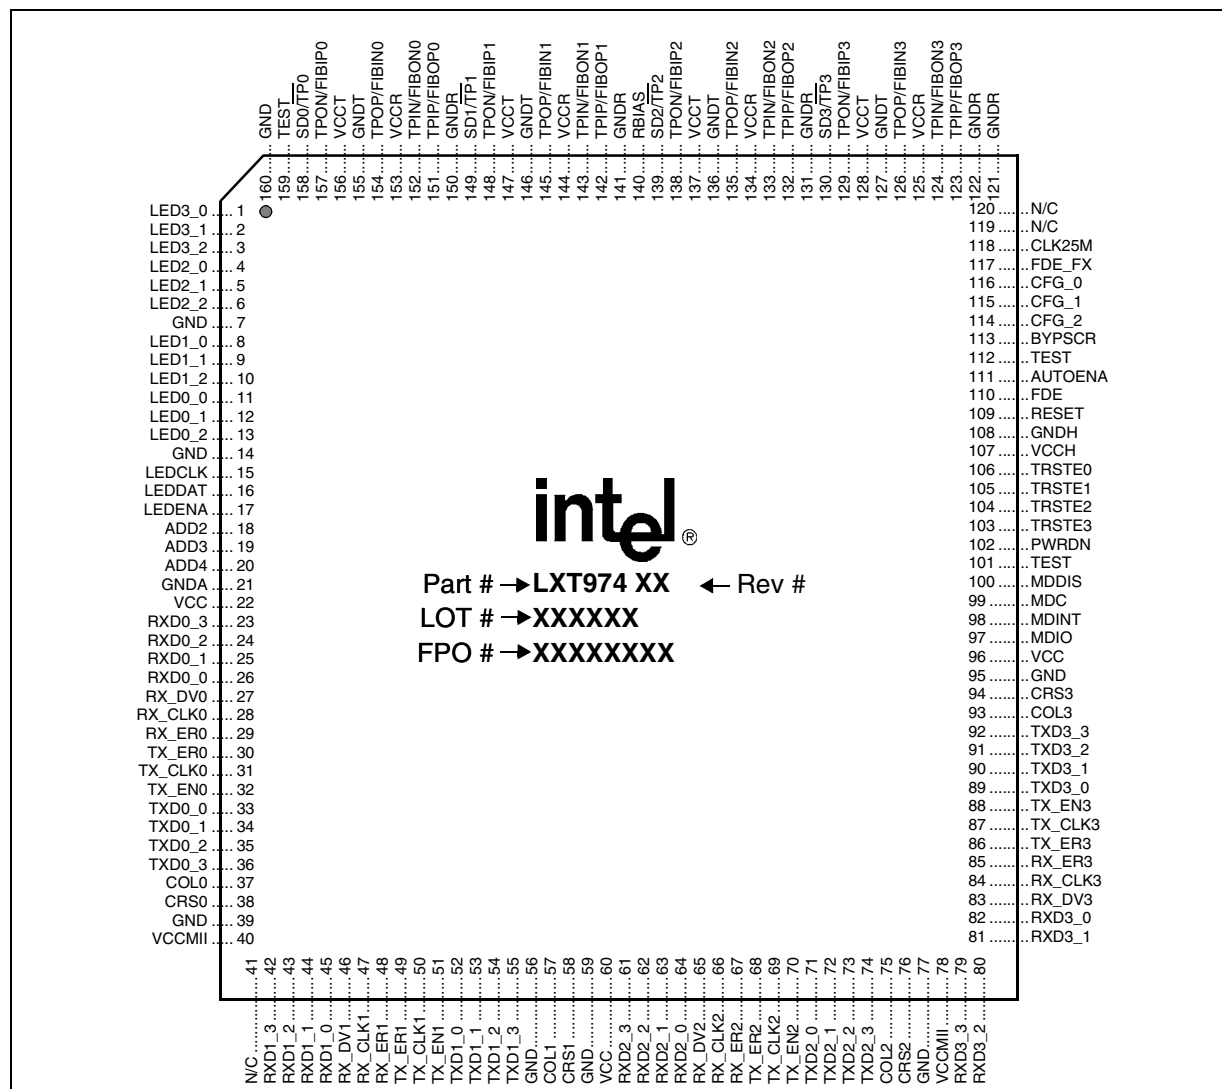 160 GND
159 TEST
158 SD0/TP0
157 TPON/FIBIP0
156 VCCT
155 GNDT
154 TPOP/FIBIN0
153 VCCR
152 TPIN/FIBON0
151 TPIP/FIBOP0
150 GNDR
149 SD1/TP1
148 TPON/FIBIP1
147 VCCT
146 GNDT
145 TPOP/FIBIN1
144 VCCR
143 TPIN/FIBON1
142 TPIP/FIBOP1
141 GNDR
140 RBIAS
139 SD2/TP2
138 TPON/FIBIP2
137 VCCT
136 GNDT
135 TPOP/FIBIN2
134 VCCR
133 TPIN/FIBON2
132 TPIP/FIBOP2
131 GNDR
130 SD3/TP3
129 TPON/FIBIP3
128 VCCT
127 GNDT
126 TPOP/FIBIN3
125 VCCR
124 TPIN/FIBON3
123 TPIP/FIBOP3
122 GNDR
121 GNDR
LED3_0 ..... 1
LED3_1 ..... 2
LED3_2 ..... 3
LED2_0 ..... 4
LED2_1 ..... 5
LED2_2 ..... 6
GND ..... 7
LED1_0 ..... 8
LED1_1 ..... 9
LED1_2 ..... 10
LED0_0 ..... 11
LED0_1 ..... 12
LED0_2 ..... 13
GND ..... 14
LEDCLK ..... 15
LEDDAT ..... 16
LEDENA ..... 17
ADD2 ..... 18
ADD3 ..... 19
ADD4 ..... 20
GNDA ..... 21
VCC ..... 22
RXD0_3 ..... 23
RXD0_2 ..... 24
RXD0_1 ..... 25
RXD0_0 ..... 26
RX_DV0 ..... 27
RX_CLK0 ..... 28
RX_ER0 ..... 29
TX_ER0 ..... 30
TX_CLK0 ..... 31
TX_EN0 ..... 32
TXD0_0 ..... 33
TXD0_1 ..... 34
TXD0_2 ..... 35
TXD0_3 ..... 36
COL0 ..... 37
CRS0 ..... 38
GND ..... 39
VCCMII ..... 40
intel ®
Part # → LXT974 XX ← Rev #
LOT # → XXXXXX
FPO # → XXXXXXXX
120 ....... N/C
119 ....... N/C
118 ....... CLK25M
117 ....... FDE_FX
116 ....... CFG_0
115 ....... CFG_1
114 ....... CFG_2
113 ....... BYPSCR
112 ....... TEST
111 ....... AUTOENA
110 ....... FDE
109 ....... RESET
108 ....... GNDH
107 ....... VCCH
106 ....... TRSTE0
105 ....... TRSTE1
104 ....... TRSTE2
103 ....... TRSTE3
102 ....... PWRDN
101 ....... TEST
100 ....... MDDIS
99 ......... MDC
98 ......... MDINT
97 ......... MDIO
96 ......... VCC
95 ......... GND
94 ......... CRS3
93 ......... COL3
92 ......... TXD3_3
91 ......... TXD3_2
90 ......... TXD3_1
89 ......... TXD3_0
88 ......... TX_EN3
87 ......... TX_CLK3
86 ......... TX_ER3
85 ......... RX_ER3
84 ......... RX_CLK3
83 ......... RX_DV3
82 ......... RXD3_0
81 ......... RXD3_1
N/C 41
RXD1_3 42
RXD1_2 43
RXD1_1 44
RXD1_0 45
RX_DV1 46
RX_CLK1 47
RX_ER1 48
TX_ER1 49
TX_CLK1 50
TX_EN1 51
TXD1_0 52
TXD1_1 53
TXD1_2 54
TXD1_3 55
GND 56
COL1 57
CRS1 58
GND 59
VCC 60
RXD2_3 61
RXD2_2 62
RXD2_1 63
RXD2_0 64
RX_DV2 65
RX_CLK2 66
RX_ER2 67
TX_ER2 68
TX_CLK2 69
TX_EN2 70
TXD2_0 71
TXD2_1 72
TXD2_2 73
TXD2_3 74
COL2 75
CRS2 76
GND 77
VCCMII 78
RXD3_3 79
RXD3_2 80